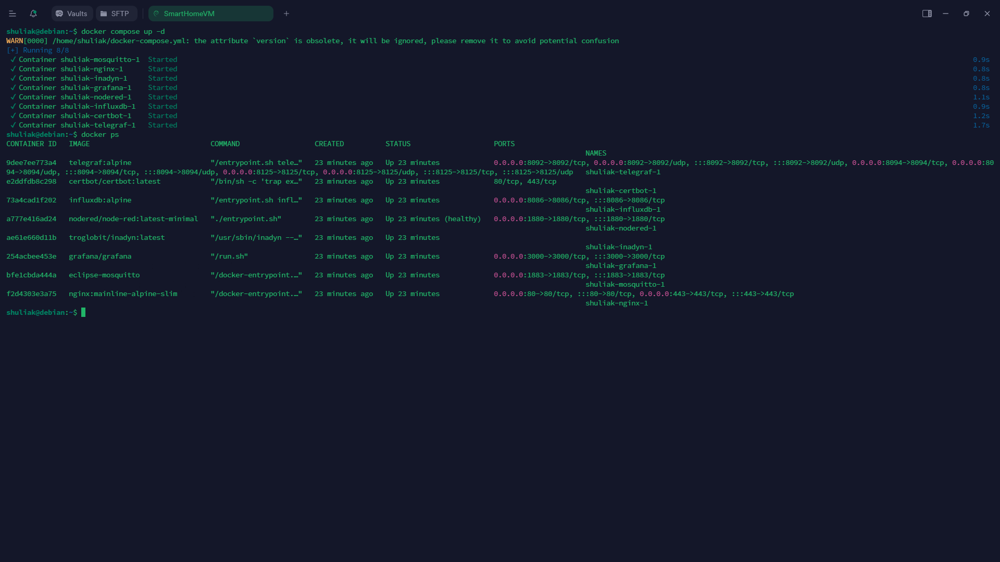 Vaults SFTP SmartHomeVM
shuliak@debian:~$ docker compose up -d
WARN[0000] /home/shuliak/docker-compose.yml: the attribute `version` is obsolete, it will be ignored, please remove it to avoid potential confusion
[+] Running 8/8
✓ Container shuliak-mosquitto-1 Started 0.9s
✓ Container shuliak-nginx-1 Started 0.8s
✓ Container shuliak-inadyn-1 Started 0.8s
✓ Container shuliak-grafana-1 Started 0.8s
✓ Container shuliak-nodered-1 Started 1.1s
✓ Container shuliak-influxdb-1 Started 0.9s
✓ Container shuliak-certbot-1 Started 1.2s
✓ Container shuliak-telegraf-1 Started 1.7s
shuliak@debian:~$ docker ps
CONTAINER ID IMAGE COMMAND CREATED STATUS PORTS
NAMES
9dee7ee773a4 telegraf:alpine "/entrypoint.sh tele…" 23 minutes ago Up 23 minutes 0.0.0.0:8092->8092/tcp, 0.0.0.0:8092->8092/udp, :::8092->8092/tcp, :::8092->8092/udp, 0.0.0.0:8094->8094/tcp, 0.0.0.0:80
94->8094/udp, :::8094->8094/tcp, :::8094->8094/udp, 0.0.0.0:8125->8125/tcp, 0.0.0.0:8125->8125/udp, :::8125->8125/tcp, :::8125->8125/udp shuliak-telegraf-1
e2ddfdb8c298 certbot/certbot:latest "/bin/sh -c 'trap ex…" 23 minutes ago Up 23 minutes 80/tcp, 443/tcp
shuliak-certbot-1
73a4cad1f202 influxdb:alpine "/entrypoint.sh infl…" 23 minutes ago Up 23 minutes 0.0.0.0:8086->8086/tcp, :::8086->8086/tcp
shuliak-influxdb-1
a777e416ad24 nodered/node-red:latest-minimal "./entrypoint.sh" 23 minutes ago Up 23 minutes (healthy) 0.0.0.0:1880->1880/tcp, :::1880->1880/tcp
shuliak-nodered-1
ae61e660d11b troglobit/inadyn:latest "/usr/sbin/inadyn --…" 23 minutes ago Up 23 minutes
shuliak-inadyn-1
254acbee453e grafana/grafana "/run.sh" 23 minutes ago Up 23 minutes 0.0.0.0:3000->3000/tcp, :::3000->3000/tcp
shuliak-grafana-1
bfe1cbda444a eclipse-mosquitto "/docker-entrypoint.…" 23 minutes ago Up 23 minutes 0.0.0.0:1883->1883/tcp, :::1883->1883/tcp
shuliak-mosquitto-1
f2d4303e3a75 nginx:mainline-alpine-slim "/docker-entrypoint.…" 23 minutes ago Up 23 minutes 0.0.0.0:80->80/tcp, :::80->80/tcp, 0.0.0.0:443->443/tcp, :::443->443/tcp
shuliak-nginx-1
shuliak@debian:~$